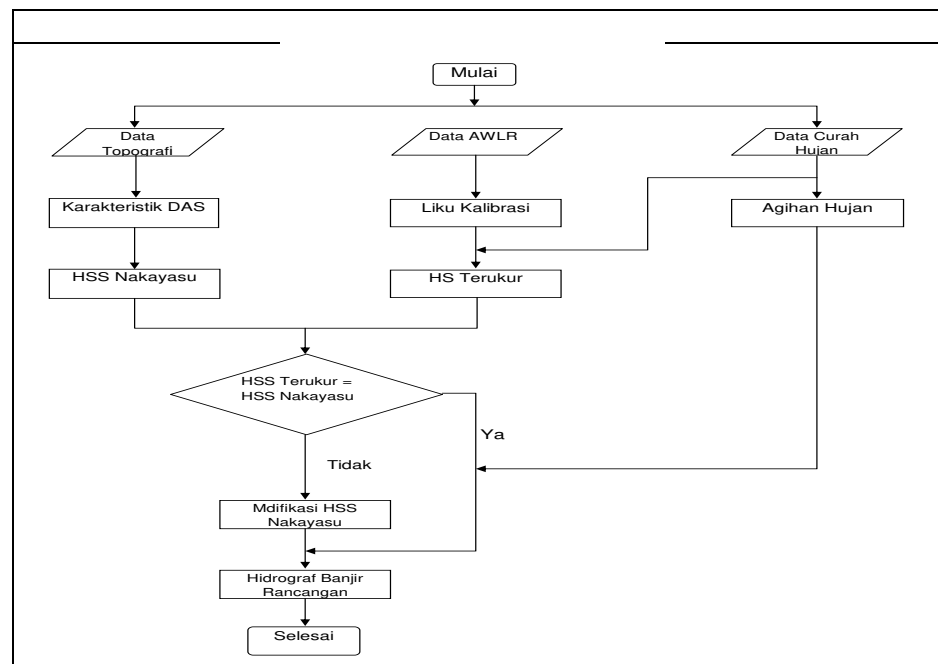 Mulai
Data
Topografi
Data AWLR
Data Curah
Hujan
Karakteristik DAS
Liku Kalibrasi
Agihan Hujan
HSS Nakayasu
HS Terukur
HSS Terukur =
HSS Nakayasu
Ya
Tidak
Mdifikasi HSS
Nakayasu
Hidrograf Banjir
Rancangan
Selesai